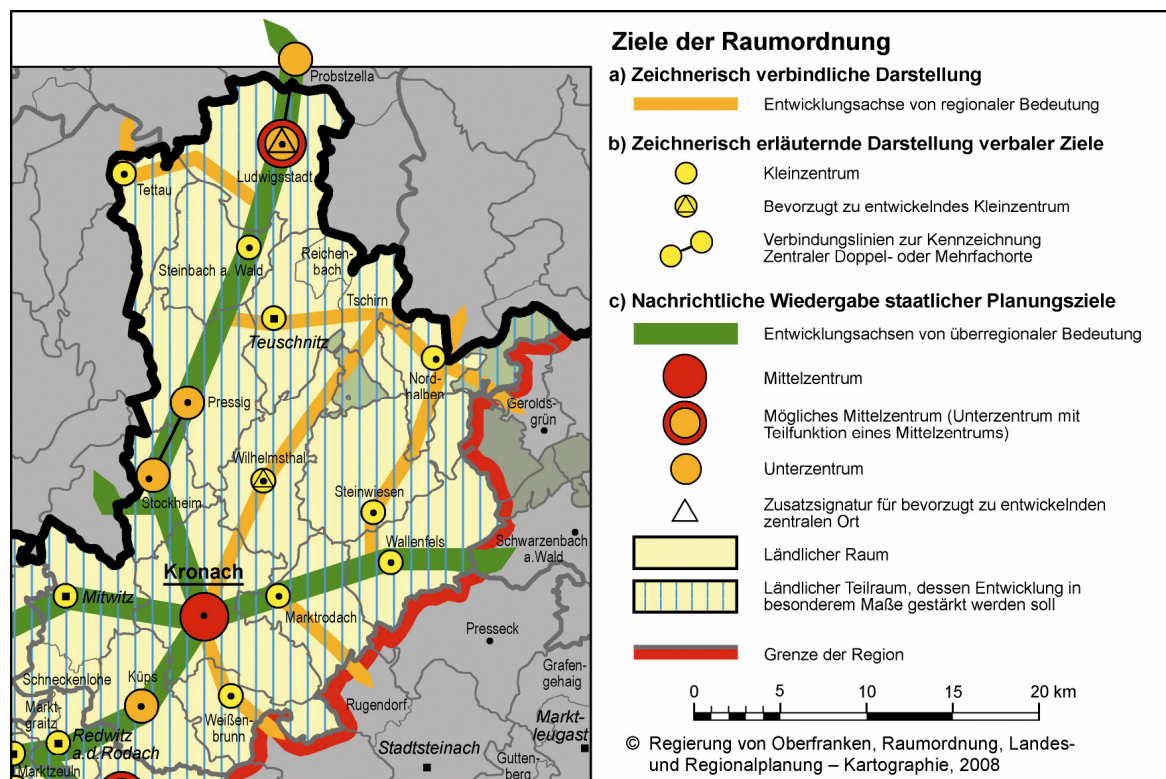 Probstzella
Ludwigsstadt
Tettau
Steinbach a. Wald
Reichen-
bach
Tschirn
Teuschnitz
Nord-
halben
Pressig
Gerolds-
grün
Wilhelmsthal
Stockheim
Steinwiesen
Schwarzenbach
a.Wald
Wallenfels
Kronach
Mitwitz
Marktrodach
Presseck
Grafen-
gehaig
Schneckenlohe
Küps
Markt-
graitz
Weißen-
brunn
Rugendorf
Redwitz
a.d.Rodach
Markt-
leugast
Stadtsteinach
Marktzeuln
Gutten-
berg
Ziele der Raumordnung
a) Zeichnerisch verbindliche Darstellung
Entwicklungsachse von regionaler Bedeutung
b) Zeichnerisch erläuternde Darstellung verbaler Ziele
Kleinzentrum
Bevorzugt zu entwickelndes Kleinzentrum
Verbindungslinien zur Kennzeichnung
Zentraler Doppel- oder Mehrfachorte
c) Nachrichtliche Wiedergabe staatlicher Planungsziele
Entwicklungsachsen von überregionaler Bedeutung
Mittelzentrum
Mögliches Mittelzentrum (Unterzentrum mit
Teilfunktion eines Mittelzentrums)
Unterzentrum
Zusatzsignatur für bevorzugt zu entwickelnden
zentralen Ort
Ländlicher Raum
Ländlicher Teilraum, dessen Entwicklung in
besonderem Maße gestärkt werden soll
Grenze der Region
0 5 10 15 20 km
© Regierung von Oberfranken, Raumordnung, Landes-
und Regionalplanung – Kartographie, 2008